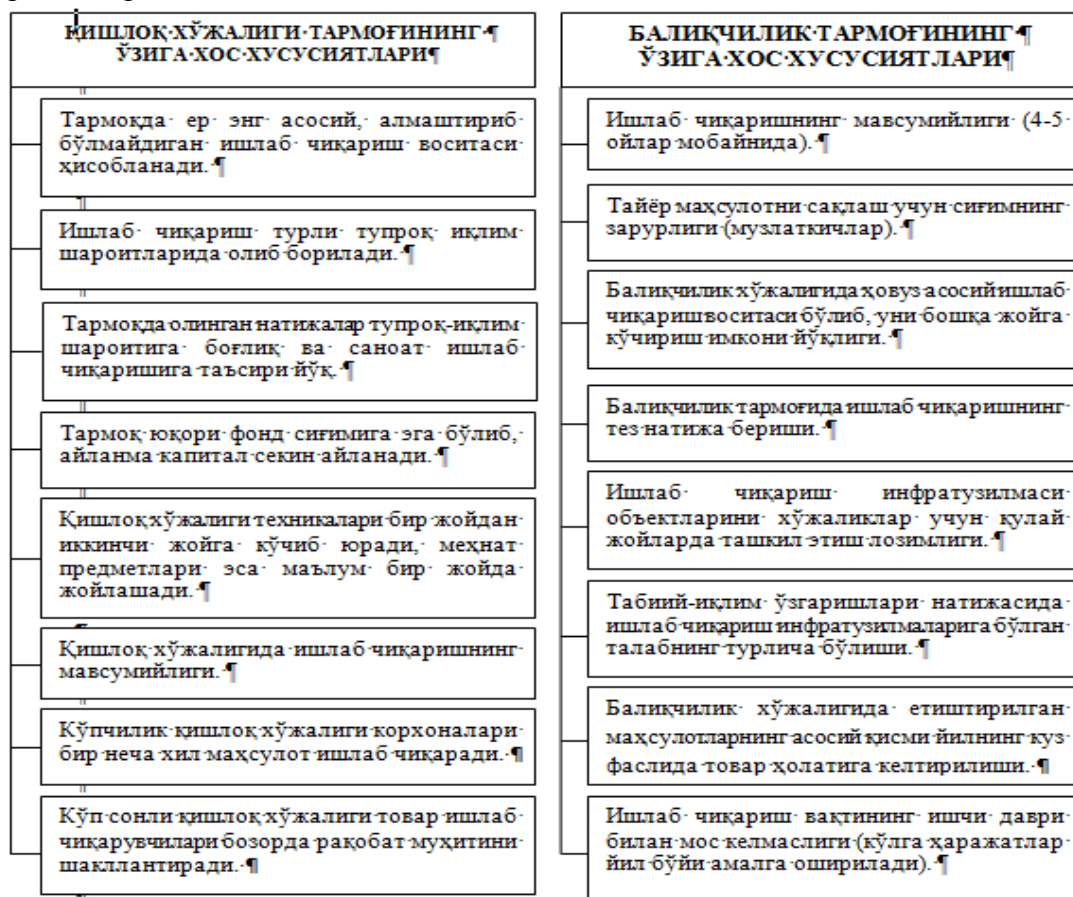 ҚИШЛОҚ ХЎЖАЛИГИ ТАРМОҒИНИНГ¶
ЎЗИГА ХОС ХУСУСИЯТЛАРИ¶
Тармоқда ер энг асосий, алмаштириб
бўлмайдиган ишлаб чиқариш воситаси
ҳисобланади. ¶
Ишлаб чиқариш турли тупроқ иқлим
шароитларида олиб борилади. ¶
Тармоқда олинган натижалар тупроқ-иқлим
шароитига боғлиқ ва саноат ишлаб
чиқаришига таъсири йўқ. ¶
Тармоқ юқори фонд сиғимига эга бўлиб,
айланма капитал секин айланади. ¶
Қишлоқ хўжалиги техникалари бир жойдан
иккинчи жойга кўчиб юради, меҳнат
предметлари эса маълум бир жойда
жойлашади. ¶
Қишлоқ хўжалигида ишлаб чиқаришнинг
мавсумийлиги. ¶
Кўпчилик қишлоқ хўжалиги корхоналари
бир неча хил маҳсулот ишлаб чиқаради. ¶
Кўп сонли қишлоқ хўжалиги товар ишлаб
чиқарувчилари бозорда рақобат муҳитини
шакллантиради. ¶
БАЛИҚЧИЛИК ТАРМОҒИНИНГ ¶
ЎЗИГА ХОС ХУСУСИЯТЛАРИ¶
Ишлаб чиқаришнинг мавсумийлиги (4-5
ойлар мобайнида). ¶
Тайёр маҳсулотни сақлаш учун сиғимнинг
зарурлиги (музлаткичлар). ¶
Балиқчилик хўжалигида ҳовуз асосий ишлаб
чиқариш воситаси бўлиб, уни бошқа жойга
кўчириш имкони йўқлиги. ¶
Балиқчилик тармоғида ишлаб чиқаришнинг
тез натижа бериши. ¶
Ишлаб чиқариш инфратузилмаси
объектларини хўжаликлар учун қулай
жойларда ташкил этиш лозимлиги. ¶
Табиий-иқлим ўзгаришлари натижасида
ишлаб чиқариш инфратузилмаларига бўлган
талабнинг турлича бўлиши. ¶
Балиқчилик хўжалигида етиштирилган
маҳсулотларнинг асосий қисми йилнинг куз
фаслида товар ҳолатига келтирилиши. ¶
Ишлаб чиқариш вақтининг ишчи даври
билан мос келмаслиги (кўлга ҳаражатлар
йил бўйи амалга оширилади). ¶